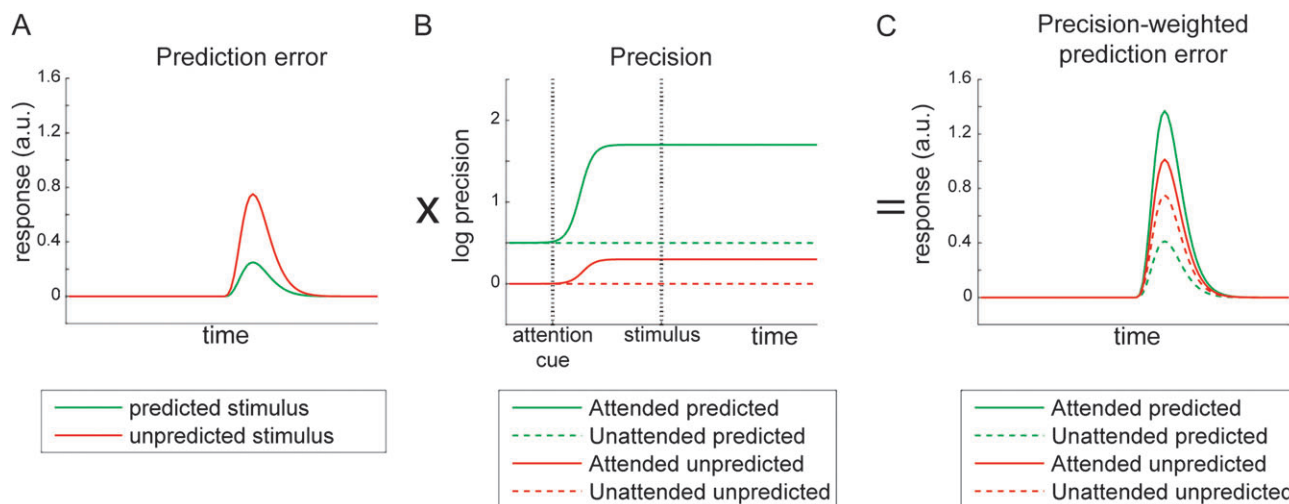 A
Prediction error
response (a.u.)
1.6
1.2
0.8
0.4
0
time
predicted stimulus
unpredicted stimulus
X
B
Precision
log precision
2
1
0
attention
cue
stimulus
time
Attended predicted
Unattended predicted
Attended unpredicted
Unattended unpredicted
=
C
Precision-weighted
prediction error
response (a.u.)
1.6
1.2
0.8
0.4
0
time
Attended predicted
Unattended predicted
Attended unpredicted
Unattended unpredicted